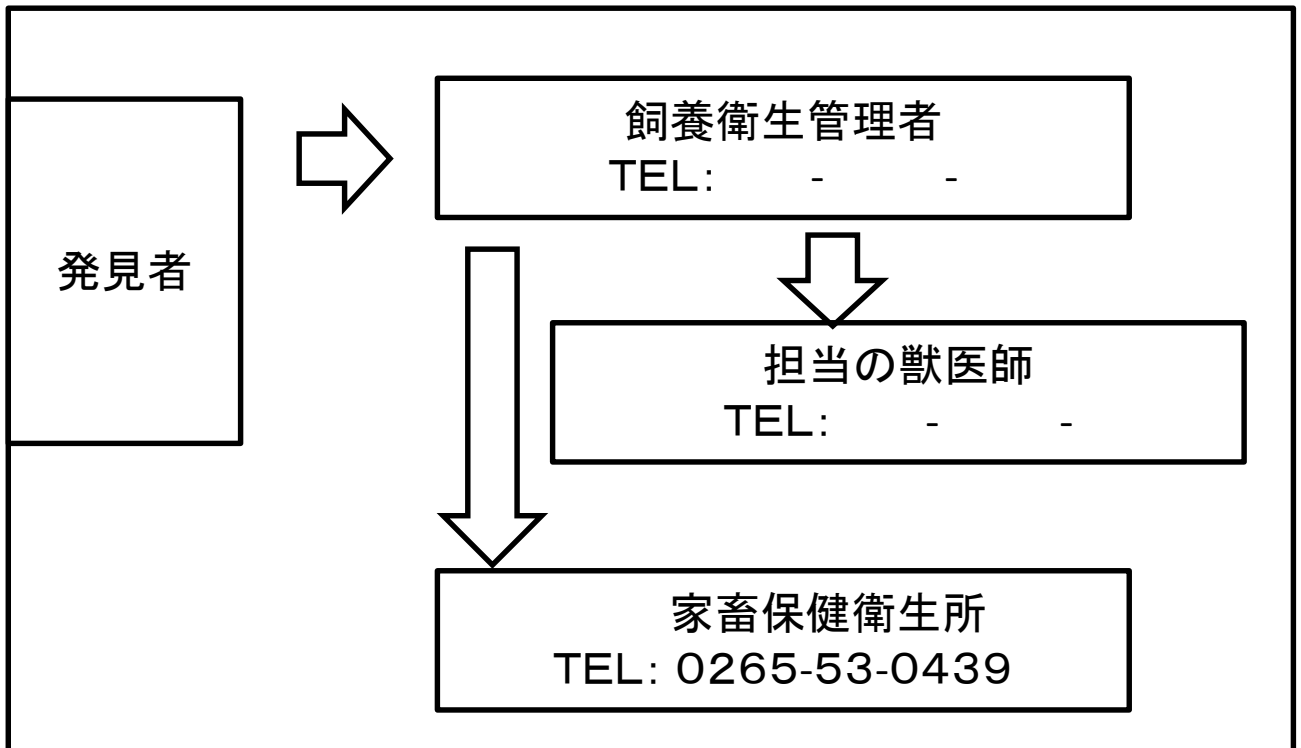 発見者
飼養衛生管理者
TEL: - -
担当の獣医師
TEL: - -
家畜保健衛生所
TEL: 0265-53-0439